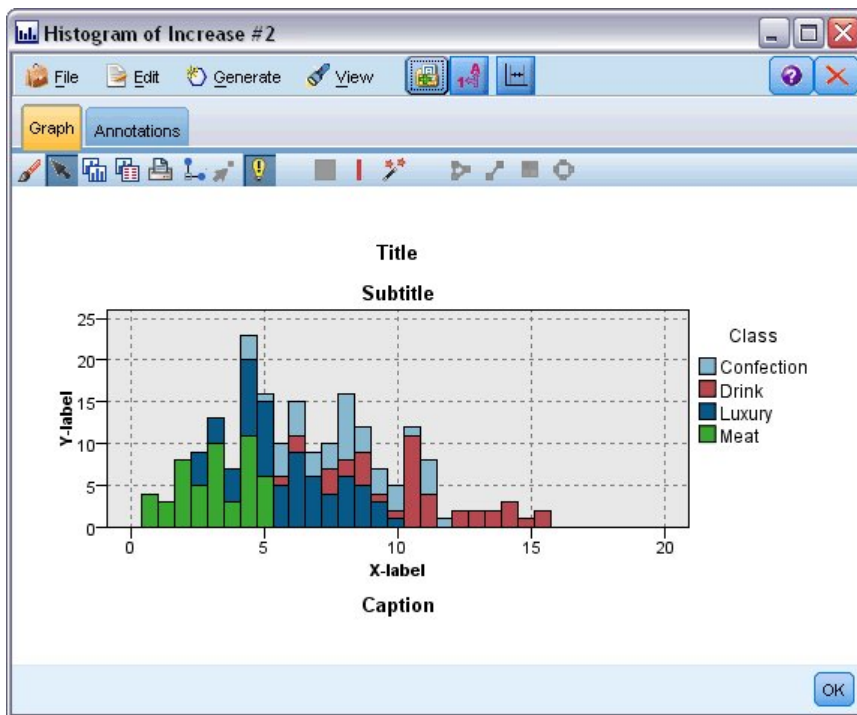 Histogram of Increase #2
File Edit Generate View
Graph Annotations
Title
Subtitle
25
20
15
10
5
0
Y-label
0 5 10 15 20
X-label
Caption
Class
Confection
Drink
Luxury
Meat
OK